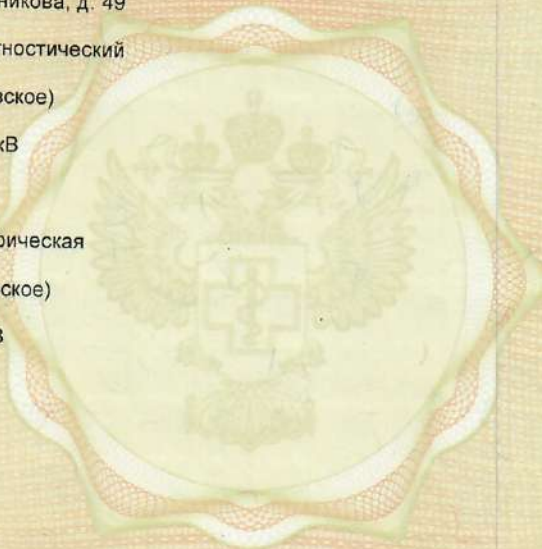 никова, д. 49
гностический
вское)
кВ
рическая
ское)
В